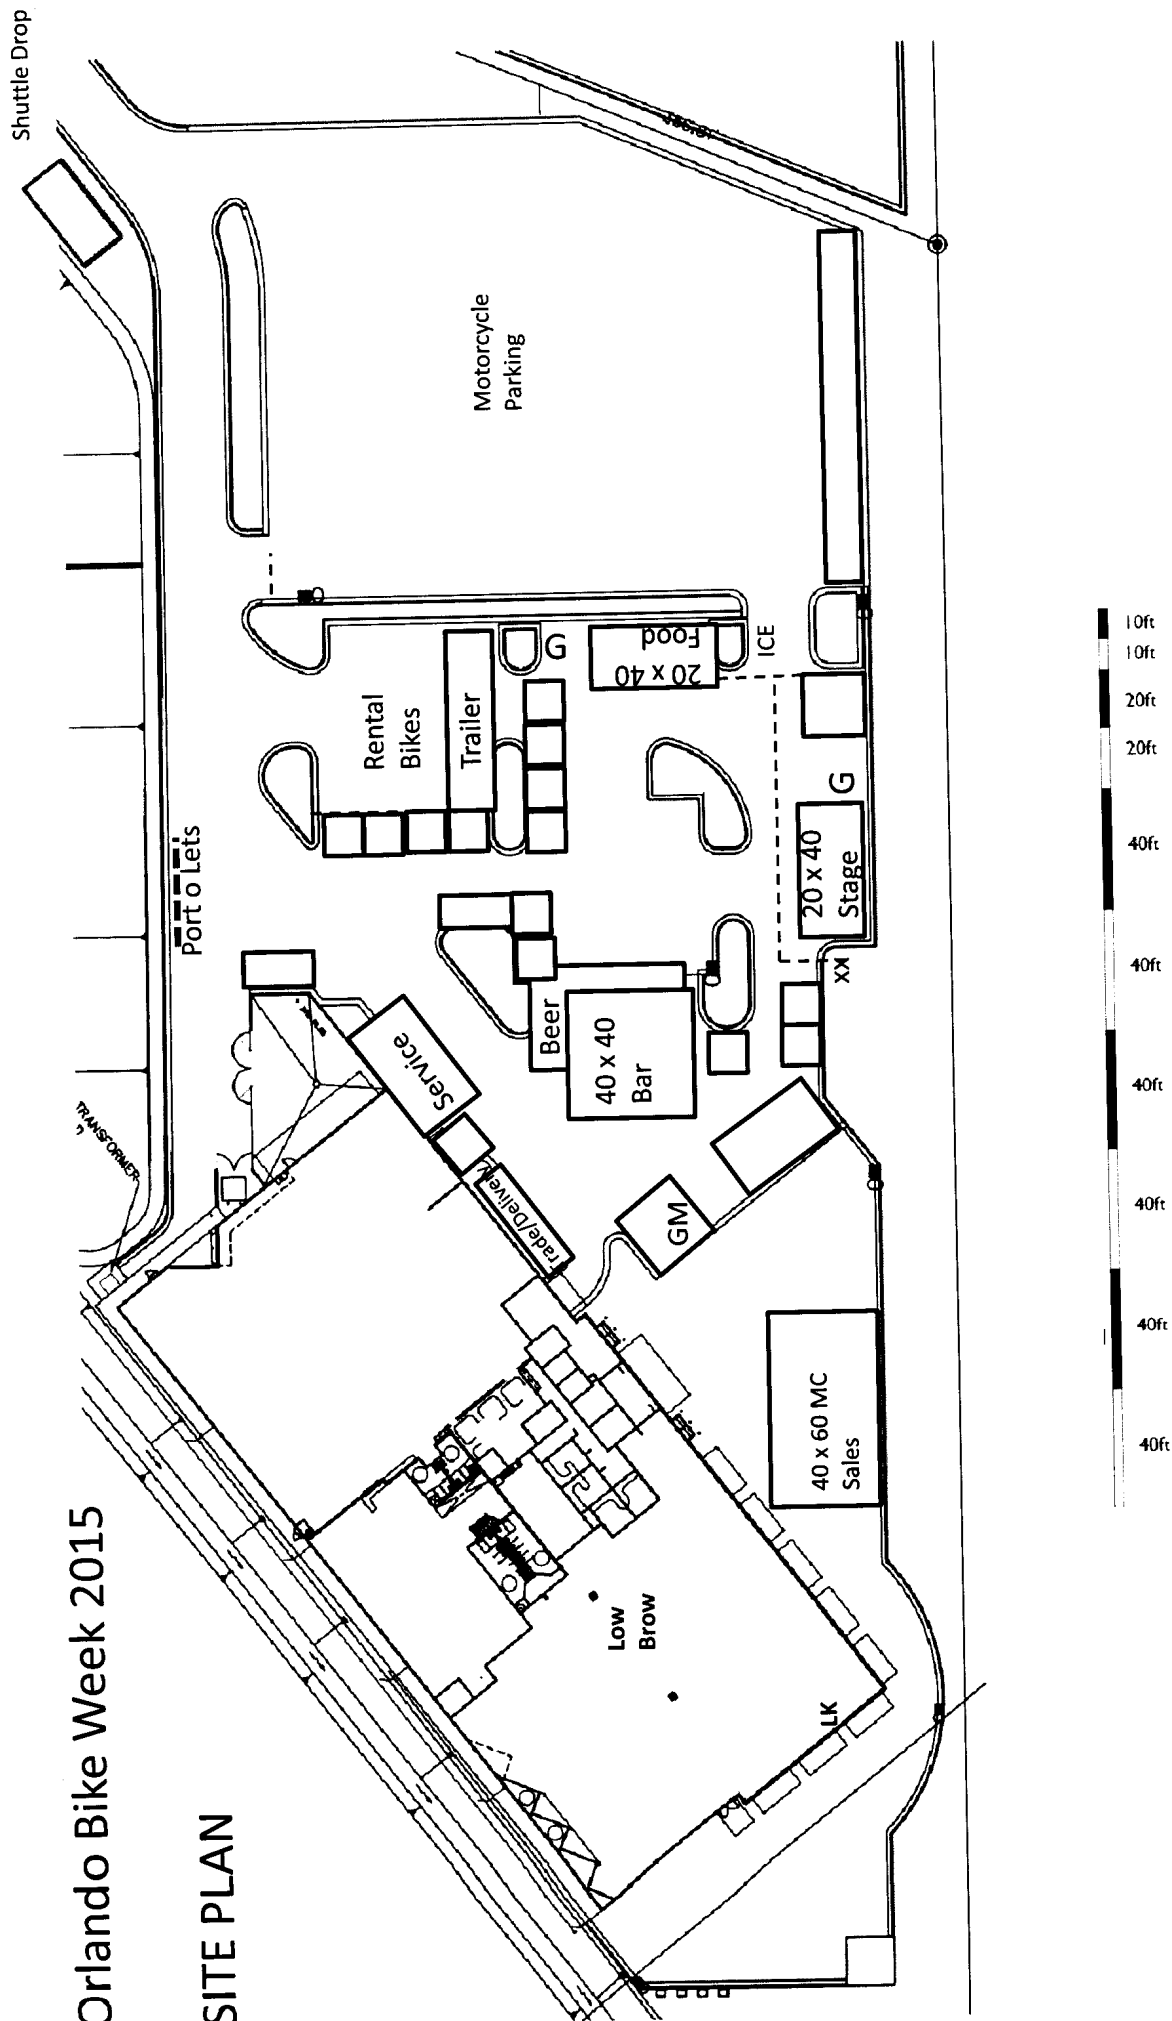 Orlando Bike Week 2015
SITE PLAN
Shuttle Drop
Motorcycle
Parking
Port o Lets
Rental
Bikes
Trailer
G
20 x 40
Food
ICE
G
20 x 40
Stage
XX
Beer
40 x 40
Bar
Service
rade/Delivery
GM
TRANSFORMER
?
40 x 60 MC
Sales
Low
Brow
LK
10ft
10ft
20ft
20ft
40ft
40ft
40ft
40ft
40ft
40ft